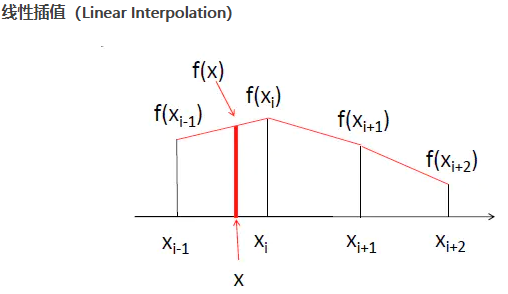 线性插值（Linear Interpolation)
f(x)
f(xᵢ₋₁)
f(xᵢ)
f(xᵢ₊₁)
f(xᵢ₊₂)
xᵢ₋₁
xᵢ
xᵢ₊₁
xᵢ₊₂
x